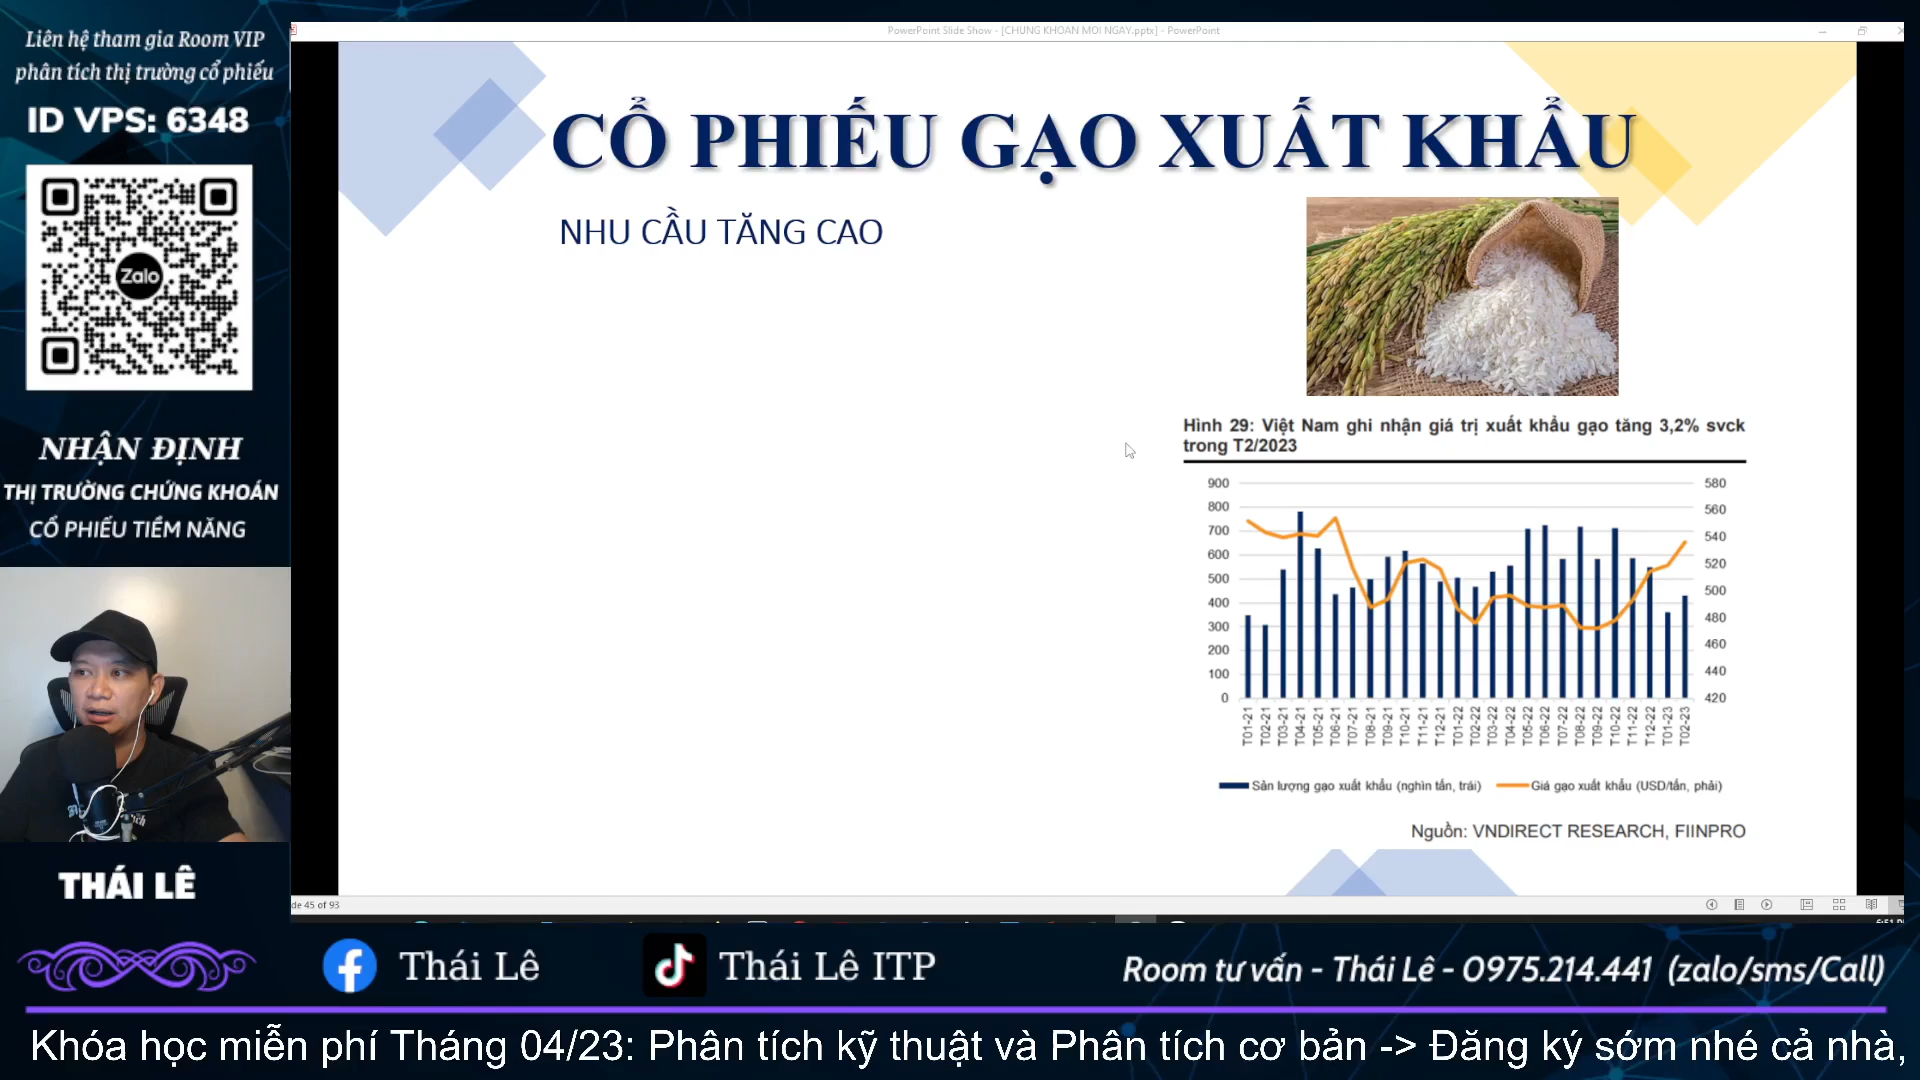 Liên hệ tham gia Room VIP
phân tích thị trường cổ phiếu
ID VPS: 6348
Zalo
NHẬN ĐỊNH
THỊ TRƯỜNG CHỨNG KHOÁN
CỔ PHIẾU TIỀM NĂNG
THÁI LÊ
PowerPoint Slide Show - [CHUNG KHOAN MOI NGAY.pptx] - PowerPoint
CỔ PHIẾU GẠO XUẤT KHẨU
NHU CẦU TĂNG CAO
Hình 29: Việt Nam ghi nhận giá trị xuất khẩu gạo tăng 3,2% svck
trong T2/2023
900
800
700
600
500
400
300
200
100
0
580
560
540
520
500
480
460
440
420
T01-21
T02-21
T03-21
T04-21
T05-21
T06-21
T07-21
T08-21
T09-21
T10-21
T11-21
T12-21
T01-22
T02-22
T03-22
T04-22
T05-22
T06-22
T07-22
T08-22
T09-22
T10-22
T11-22
T12-22
T01-23
T02-23
Sản lượng gạo xuất khẩu (nghìn tấn, trái)
Giá gạo xuất khẩu (USD/tấn, phải)
Nguồn: VNDIRECT RESEARCH, FIINPRO
de 45 of 93
Thái Lê
Thái Lê ITP
Room tư vấn - Thái Lê - 0975.214.441 (zalo/sms/Call)
Khóa học miễn phí Tháng 04/23: Phân tích kỹ thuật và Phân tích cơ bản -> Đăng ký sớm nhé cả nhà,